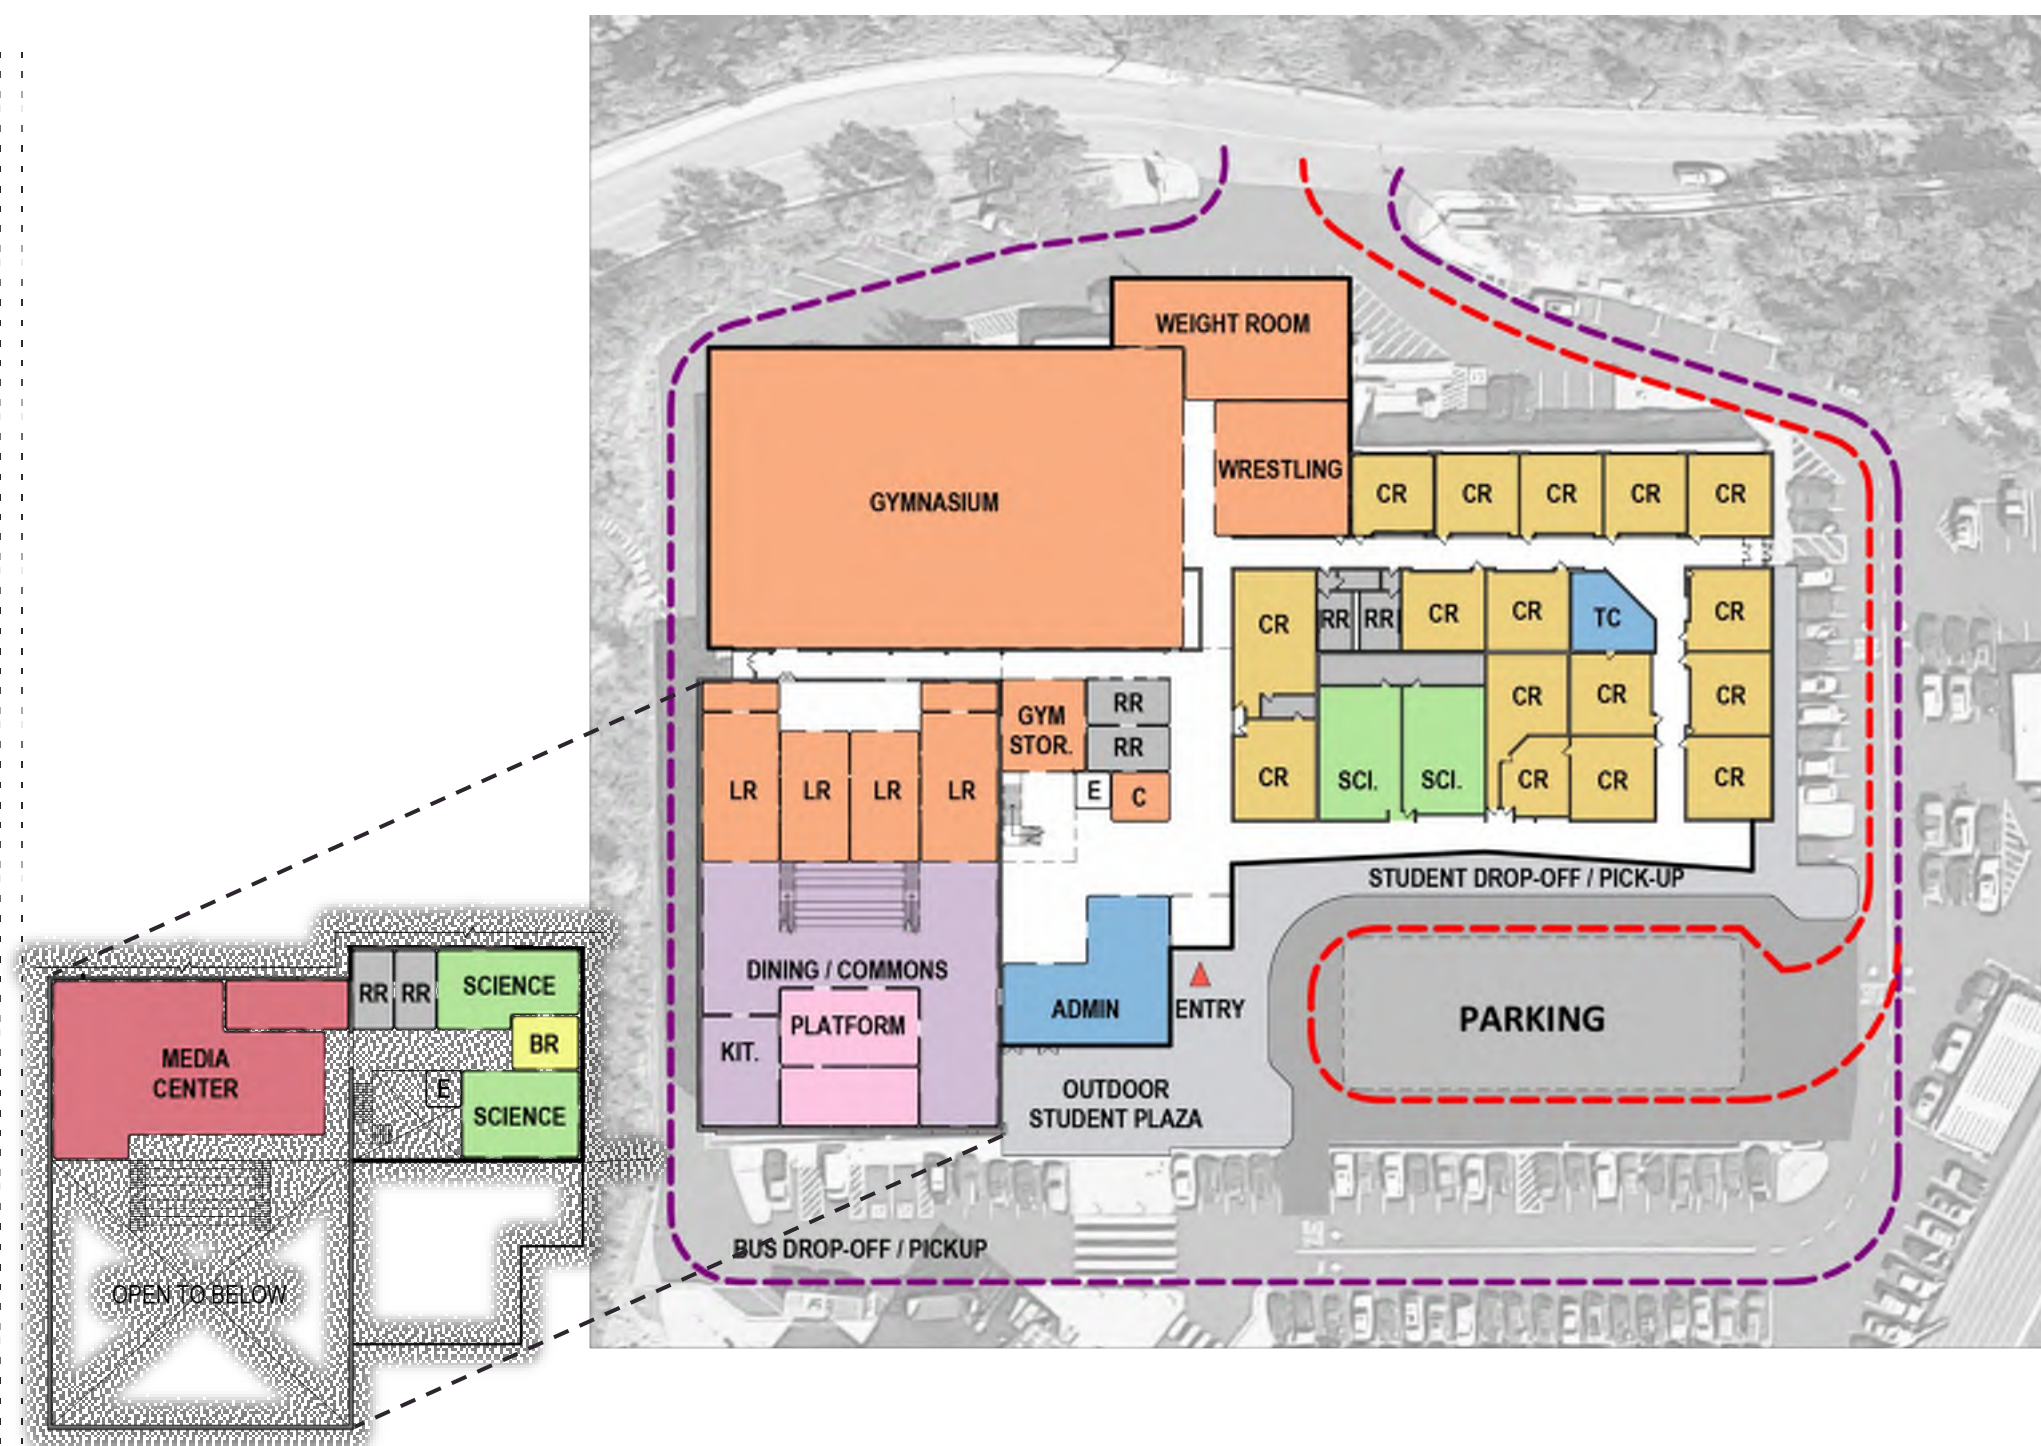 WEIGHT ROOM
GYMNASIUM
WRESTLING
CR CR CR CR CR
CR RR RR CR CR TC CR
CR CR CR
CR SCI. SCI. CR CR CR
GYM
STOR.
RR
RR
LR LR LR LR
E C
STUDENT DROP-OFF / PICK-UP
DINING / COMMONS
ADMIN
ENTRY
PLATFORM
KIT.
PARKING
OUTDOOR
STUDENT PLAZA
BUS DROP-OFF / PICKUP
RR RR SCIENCE
BR
MEDIA
CENTER
E
SCIENCE
OPEN TO BELOW